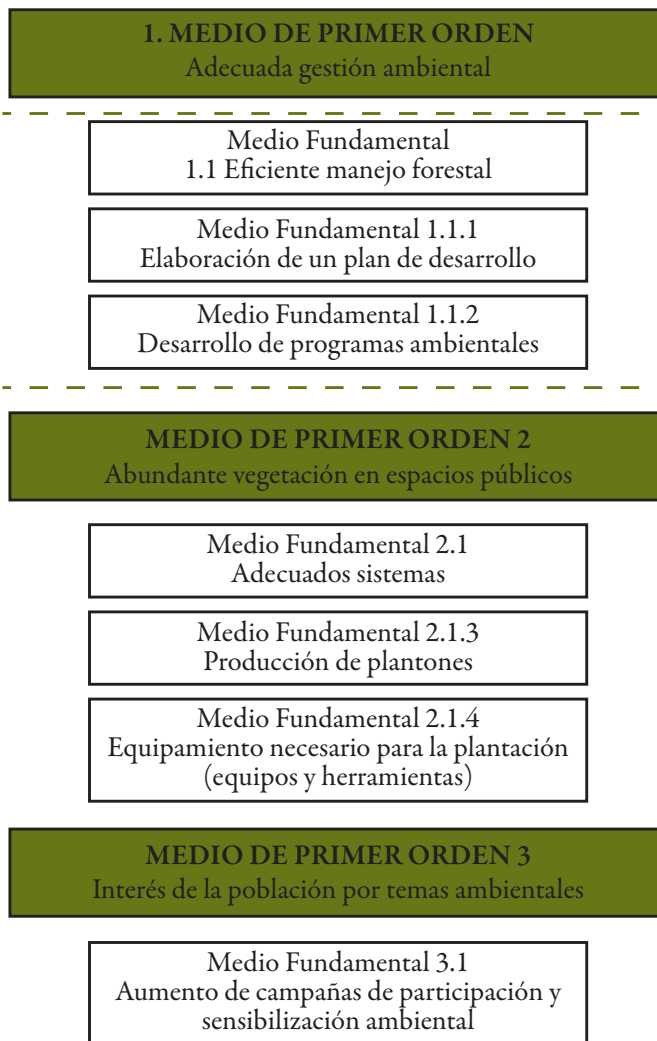 1. MEDIO DE PRIMER ORDEN
Adecuada gestión ambiental
Medio Fundamental
1.1 Eficiente manejo forestal
Medio Fundamental 1.1.1
Elaboración de un plan de desarrollo
Medio Fundamental 1.1.2
Desarrollo de programas ambientales
MEDIO DE PRIMER ORDEN 2
Abundante vegetación en espacios públicos
Medio Fundamental 2.1
Adecuados sistemas
Medio Fundamental 2.1.3
Producción de plantones
Medio Fundamental 2.1.4
Equipamiento necesario para la plantación
(equipos y herramientas)
MEDIO DE PRIMER ORDEN 3
Interés de la población por temas ambientales
Medio Fundamental 3.1
Aumento de campañas de participación y
sensibilización ambiental